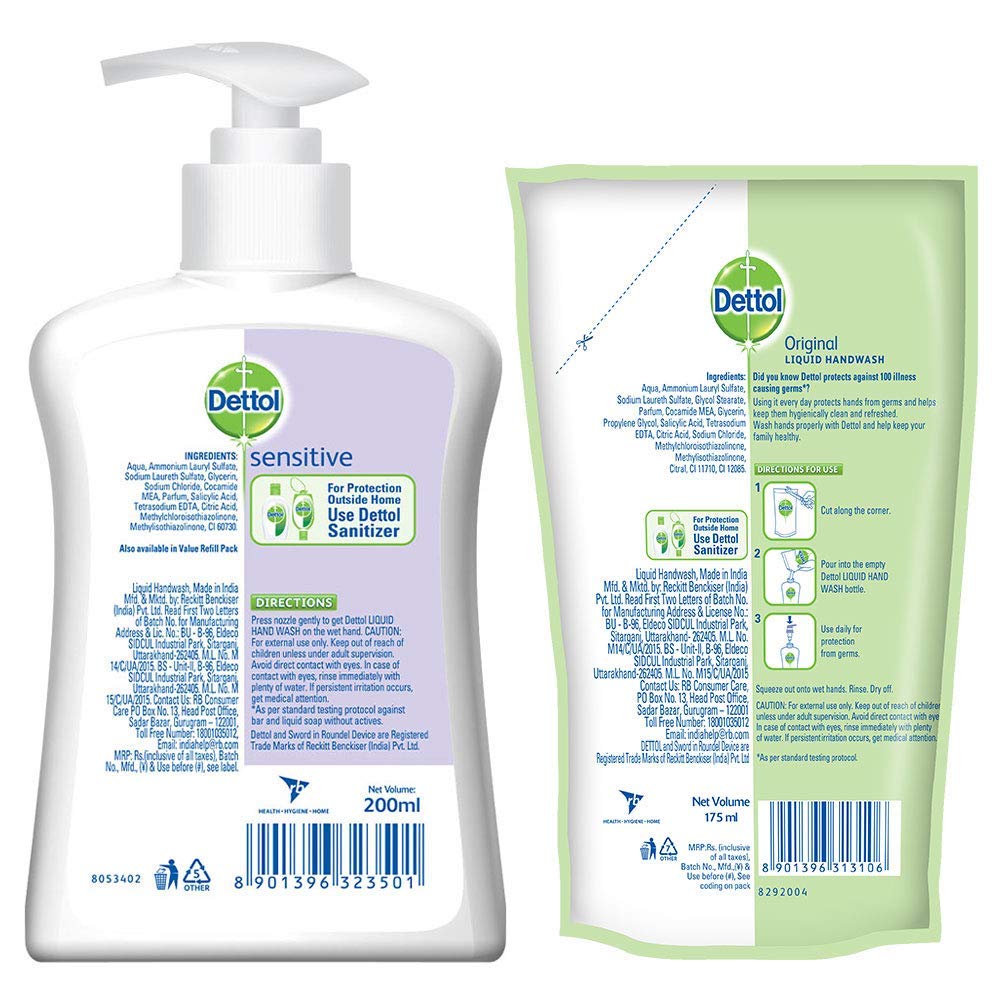 Dettol
sensitive
INGREDIENTS:
Aqua, Ammonium Lauryl Sulfate,
Sodium Laureth Sulfate, Glycerin,
Sodium Chloride, Cocamide
MEA, Parfum, Salicylic Acid,
Tetrasodium EDTA, Citric Acid,
Methylchloroisothiazolinone,
Methylisothiazolinone, CI 60730.
Also available in Value Refill Pack
For Protection
Outside Home
Use Dettol
Sanitizer
Liquid Handwash, Made in India
Mfd. & Mktd. by: Reckitt Benckiser
(India) Pvt. Ltd. Read First Two Letters
of Batch No. for Manufacturing
Address & Lic. No.: BU - B-96, Eldeco
SIDCUL Industrial Park, Sitarganj,
Uttarakhand-262405. M.L. No. M
14/C/UA/2015. BS - Unit-II, B-96, Eldeco
SIDCUL Industrial Park, Sitarganj,
Uttarakhand-262405. M.L. No. M
15/C/UA/2015. Contact Us: RB Consumer
Care PO Box No. 13, Head Post Office,
Sadar Bazar, Gurugram – 122001,
Toll Free Number: 18001035012,
Email: indiahelp@rb.com
MRP: Rs.(inclusive of all taxes), Batch
No., Mfd., (¥) & Use before (#), see label.
DIRECTIONS
Press nozzle gently to get Dettol LIQUID
HAND WASH on the wet hand. CAUTION:
For external use only. Keep out of reach of
children unless under adult supervision.
Avoid direct contact with eyes. In case of
contact with eyes, rinse immediately with
plenty of water. If persistent irritation occurs,
get medical attention.
*As per standard testing protocol against
bar and liquid soap without actives.
Dettol and Sword in Roundel Device are Registered
Trade Marks of Reckitt Benckiser (India) Pvt. Ltd.
rb
HEALTH • HYGIENE • HOME
Net Volume:
200ml
8053402
OTHER
8 901396 323501
Dettol
Original
LIQUID HANDWASH
Ingredients:
Aqua, Ammonium Lauryl Sulfate,
Sodium Laureth Sulfate, Glycol Stearate,
Parfum, Cocamide MEA, Glycerin,
Propylene Glycol, Salicylic Acid, Tetrasodium
EDTA, Citric Acid, Sodium Chloride,
Methylchloroisothiazolinone,
Methylisothiazolinone,
Citral, CI 11710, CI 12085.
Did you know Dettol protects against 100 illness
causing germs*?
Using it every day protects hands from germs and helps
keep them hygienically clean and refreshed.
Wash hands properly with Dettol and help keep your
family healthy.
DIRECTIONS FOR USE
1
Cut along the corner.
2
Pour into the empty
Dettol LIQUID HAND
WASH bottle.
3
Use daily for
protection
from germs.
For Protection
Outside Home
Use Dettol
Sanitizer
Liquid Handwash, Made in India
Mfd. & Mktd. by: Reckitt Benckiser (India)
Pvt. Ltd. Read First Two Letters of Batch No.
for Manufacturing Address & License No.:
BU - B-96, Eldeco SIDCUL Industrial Park,
Sitarganj, Uttarakhand-262405. M.L. No.
M14/C/UA/2015. BS - Unit-II, B-96, Eldeco
SIDCUL Industrial Park, Sitarganj,
Uttarakhand-262405. M.L. No. M15/C/UA/2015
Contact Us: RB Consumer Care,
PO Box No. 13, Head Post Office,
Sadar Bazar, Gurugram – 122001
Toll Free Number: 18001035012
Email: indiahelp@rb.com
DETTOL and Sword in Roundel Device are
Registered Trade Marks of Reckitt Benckiser (India) Pvt. Ltd.
Squeeze out onto wet hands. Rinse. Dry off.
CAUTION: For external use only. Keep out of reach of children
unless under adult supervision. Avoid direct contact with eye
In case of contact with eyes, rinse immediately with plenty
of water. If persistent irritation occurs, get medical attention.
*As per standard testing protocol.
rb
HEALTH • HYGIENE • HOME
Net Volume
175 ml
OTHER
MRP:Rs. (inclusive
of all taxes),
Batch No., Mfd.,(¥) &
Use before (#), See
coding on pack
8 901396 313106
8292004